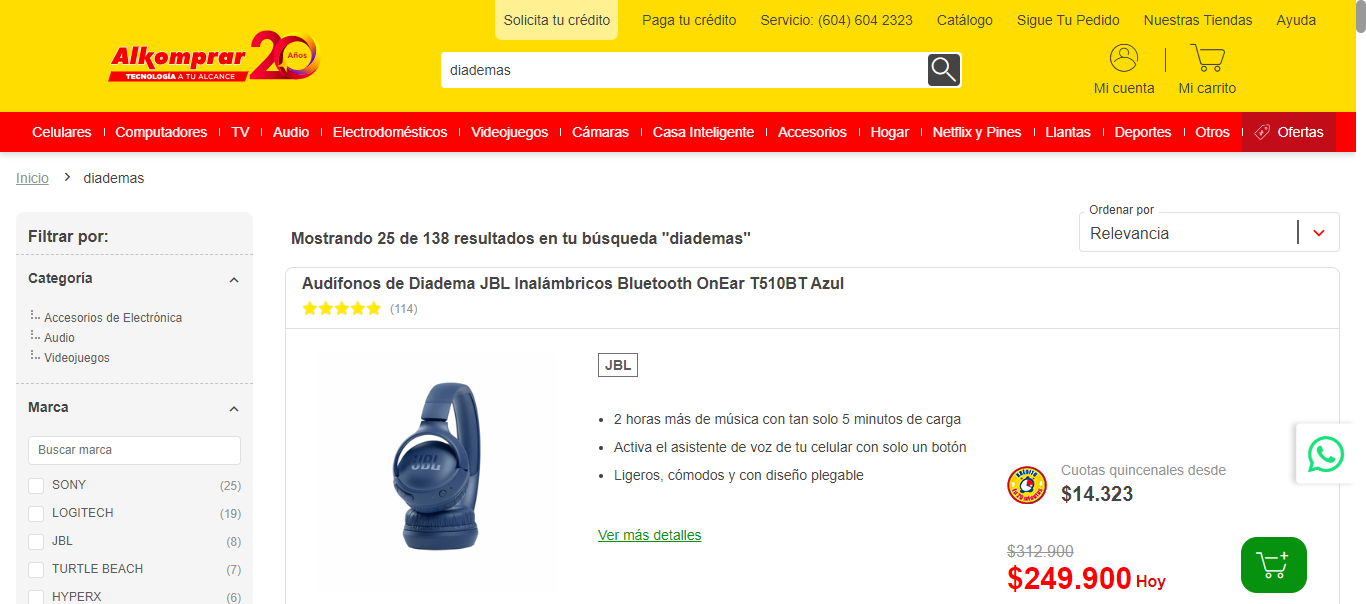 Solicita tu crédito Paga tu crédito Servicio: (604) 604 2323 Catálogo Sigue Tu Pedido Nuestras Tiendas Ayuda
Alkomprar 20 Años
TECNOLOGÍA A TU ALCANCE
diademas
Mi cuenta Mi carrito
Celulares Computadores TV Audio Electrodomésticos Videojuegos Cámaras Casa Inteligente Accesorios Hogar Netflix y Pines Llantas Deportes Otros Ofertas
Inicio > diademas
Filtrar por:
Categoría
Accesorios de Electrónica
Audio
Videojuegos
Marca
Buscar marca
SONY (25)
LOGITECH (19)
JBL (8)
TURTLE BEACH (7)
HYPERX (6)
Mostrando 25 de 138 resultados en tu búsqueda "diademas"
Ordenar por
Relevancia
Audífonos de Diadema JBL Inalámbricos Bluetooth OnEar T510BT Azul
(114)
JBL
JBL
• 2 horas más de música con tan solo 5 minutos de carga
• Activa el asistente de voz de tu celular con solo un botón
• Ligeros, cómodos y con diseño plegable
Ver más detalles
Cuotas quincenales desde
$14.323
$312.900
$249.900 Hoy